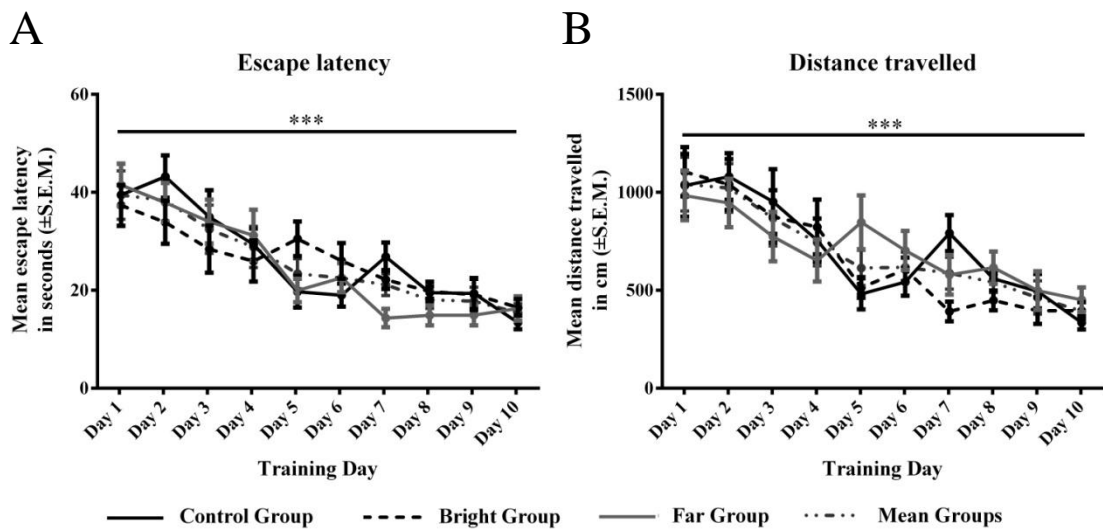 A
Escape latency
60
40
20
0
***
Mean escape latency
in seconds (±S.E.M.)
Day 1
Day 2
Day 3
Day 4
Day 5
Day 6
Day 7
Day 8
Day 9
Day 10
Training Day
B
Distance travelled
1500
1000
500
0
***
Mean distance travelled
in cm (±S.E.M.)
Day 1
Day 2
Day 3
Day 4
Day 5
Day 6
Day 7
Day 8
Day 9
Day 10
Training Day
Control Group Bright Group Far Group Mean Groups